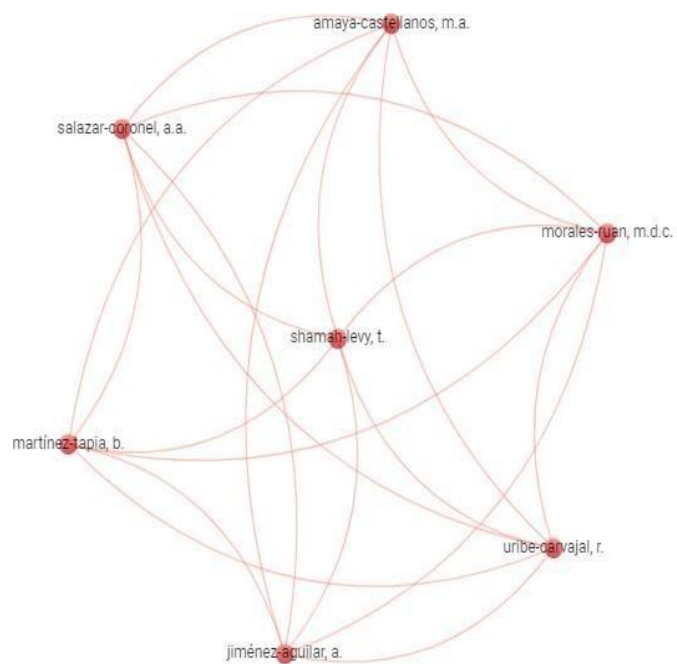 amaya-castellanos, m.a.
salazar-coronel, a.a.
morales-ruan, m.d.c.
shamah-levy, t.
martínez-tapia, b.
uribe-carvajal, r.
jiménez-aguilar, a.